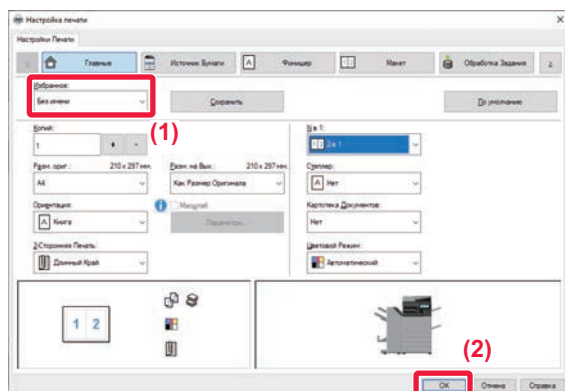 Настройка печати
Настройки Печати
Главные
Источник Бумаги
Финишер
Макет
Обработка Задания
Избранное:
Без имени
Сохранить
По умолчанию
(1)
Копий:
1
+
-
N в 1:
2 в 1
Разм. ориг.:
210 x 297 мм.
A4
Разм. на Вых.:
210 x 297 мм.
Как Размер Оригинала
Степлер:
Нет
Ориентация:
Книга
Масштаб
Параметры...
Картотека Документов:
Нет
2-Сторонняя Печать:
Длинный Край
Цветовой Режим:
Автоматический
1 2
(2)
OK
Отмена
Справка